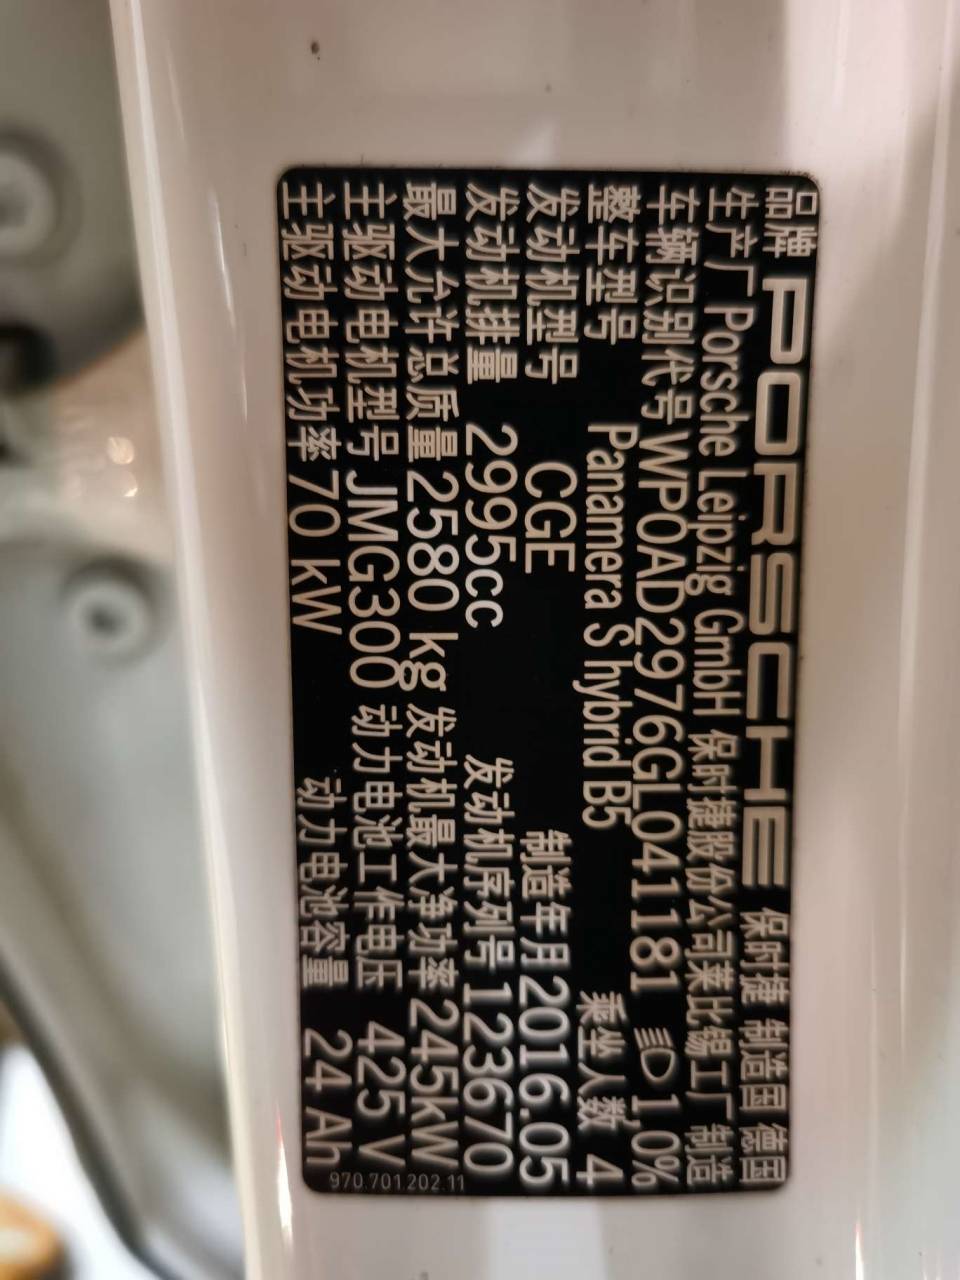 品牌 PORSCHE 保时捷 制造国 德国
生产厂 Porsche Leipzig GmbH 保时捷股份公司莱比锡工厂制造
车辆识别代号 WP0AD2976GL041181 1.0%
整车型号 Panamera S hybrid B5 乘坐人数 4
发动机型号 CGE 制造年月 2016.05
发动机排量 2995cc 发动机序列号 123670
最大允许总质量 2580 kg 发动机最大净功率 245kW
主驱动电机型号 JMG300 动力电池工作电压 425 V
主驱动电机功率 70 kW 动力电池容量 24 Ah
970.701.202.11